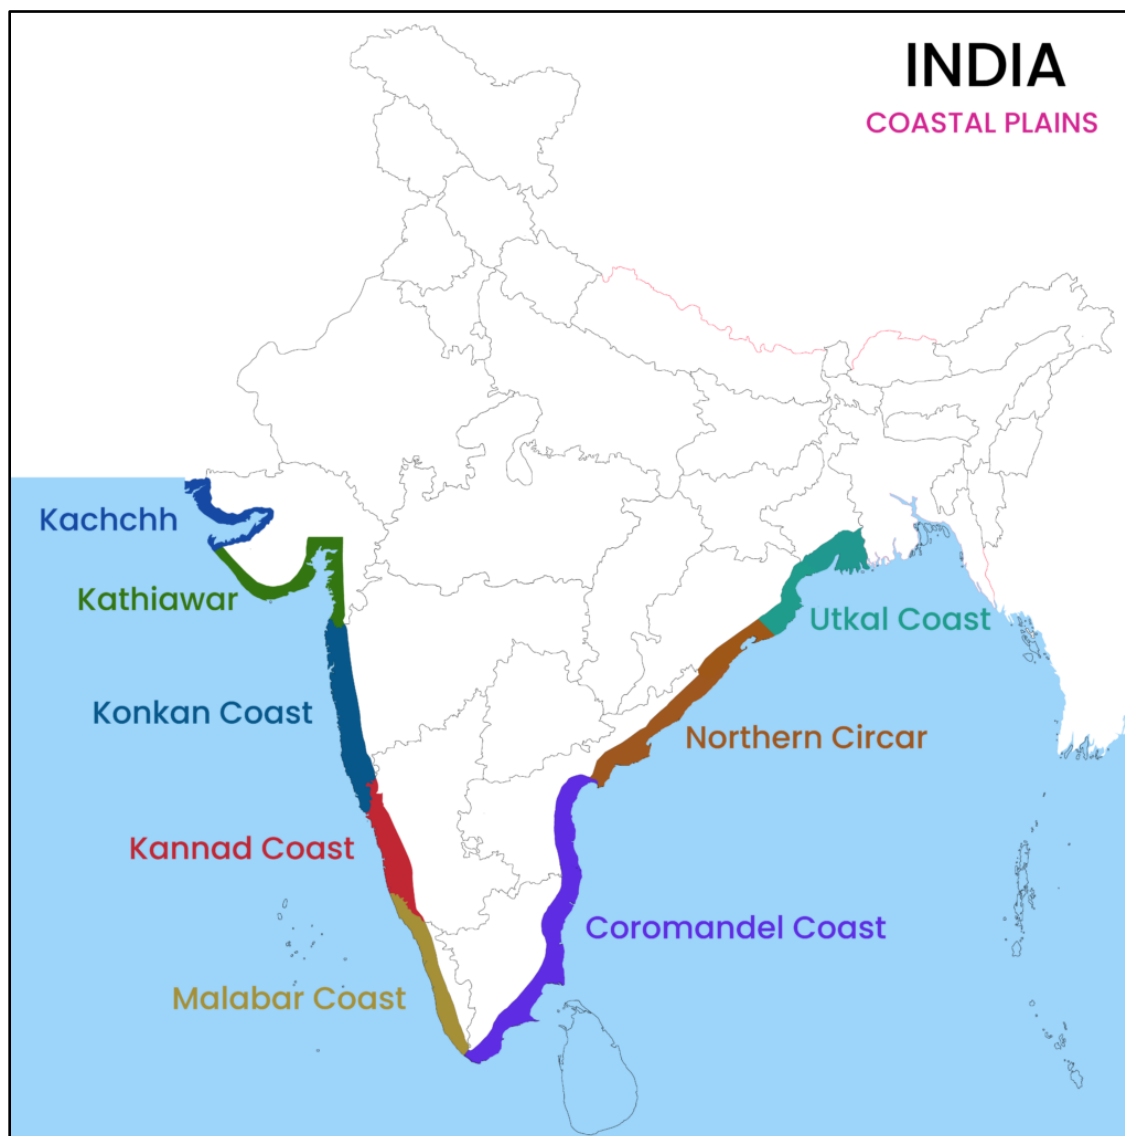 INDIA
COASTAL PLAINS
Kachchh
Kathiawar
Utkal Coast
Konkan Coast
Northern Circar
Kannad Coast
Coromandel Coast
Malabar Coast